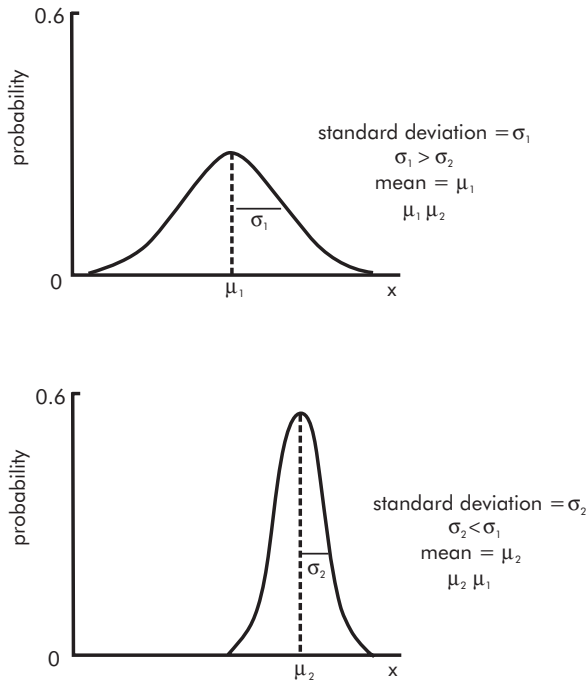 0.6
probability
standard deviation = σ₁
σ₁ > σ₂
mean = μ₁
μ₁ μ₂
σ₁
0
μ₁
x
0.6
probability
standard deviation = σ₂
σ₂<σ₁
mean = μ₂
μ₂ μ₁
σ₂
0
μ₂
x